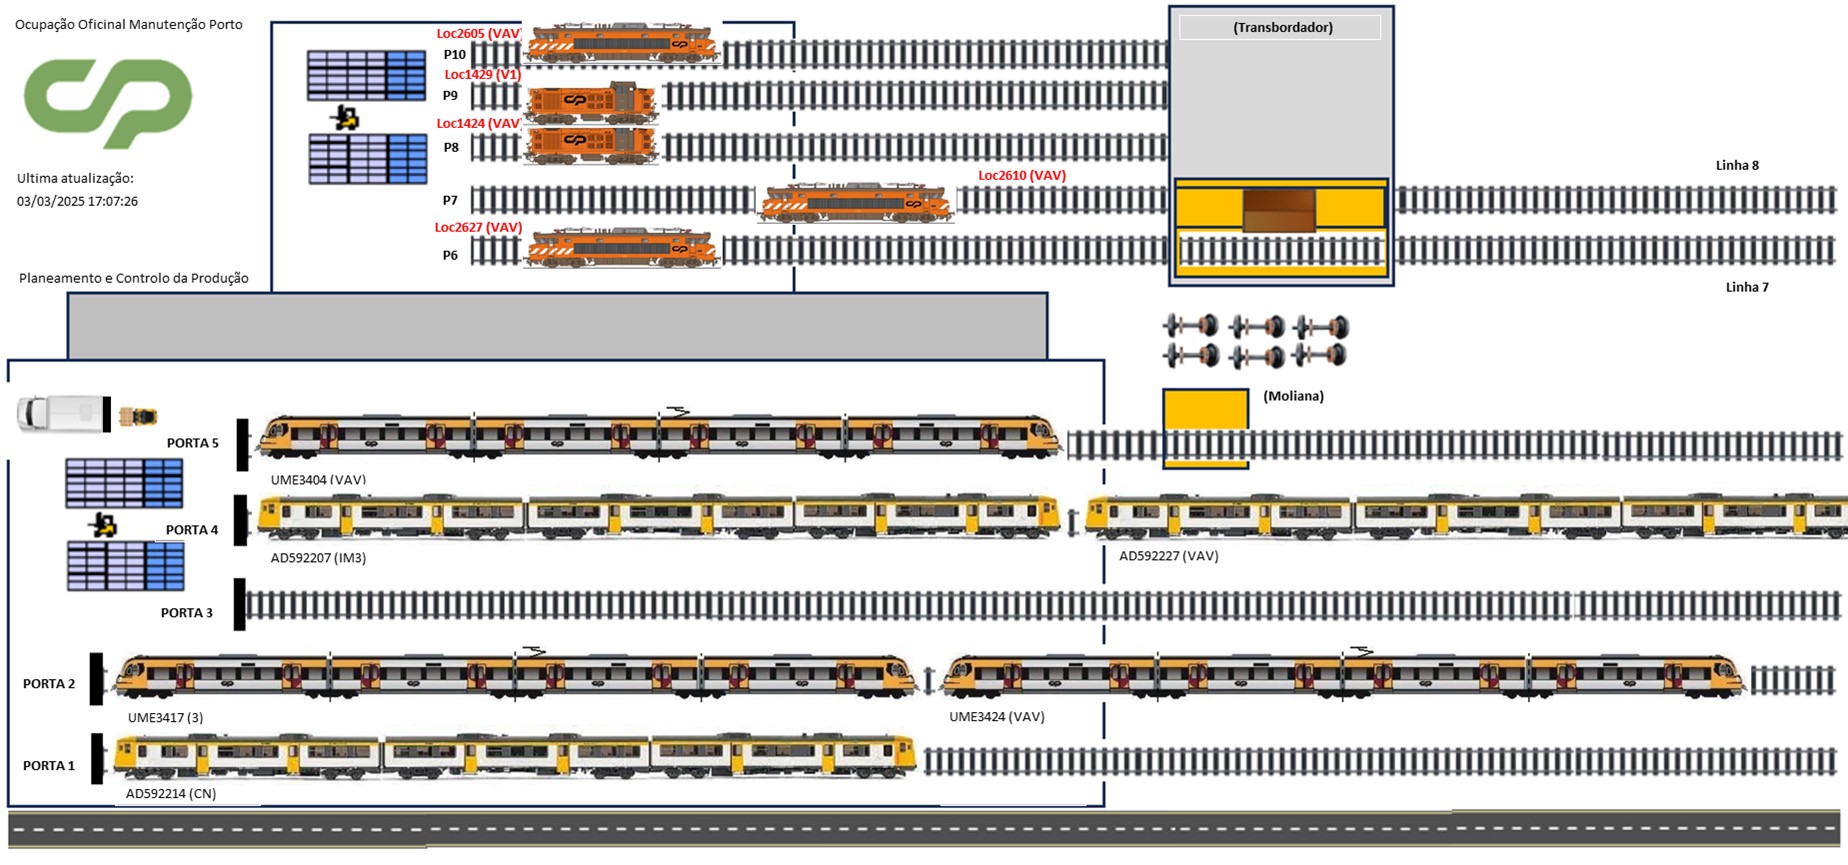 Ocupação Oficinal Manutenção Porto
Loc2605 (VAV)
P10
Loc1429 (V1)
P9
Loc1424 (VAV)
P8
Ultima atualização:
03/03/2025 17:07:26
Loc2610 (VAV)
P7
Loc2627 (VAV)
P6
(Transbordador)
Linha 8
Linha 7
Planeamento e Controlo da Produção
(Moliana)
PORTA 5
UME3404 (VAV)
PORTA 4
AD592207 (IM3)
AD592227 (VAV)
PORTA 3
PORTA 2
UME3417 (3)
UME3424 (VAV)
PORTA 1
AD592214 (CN)